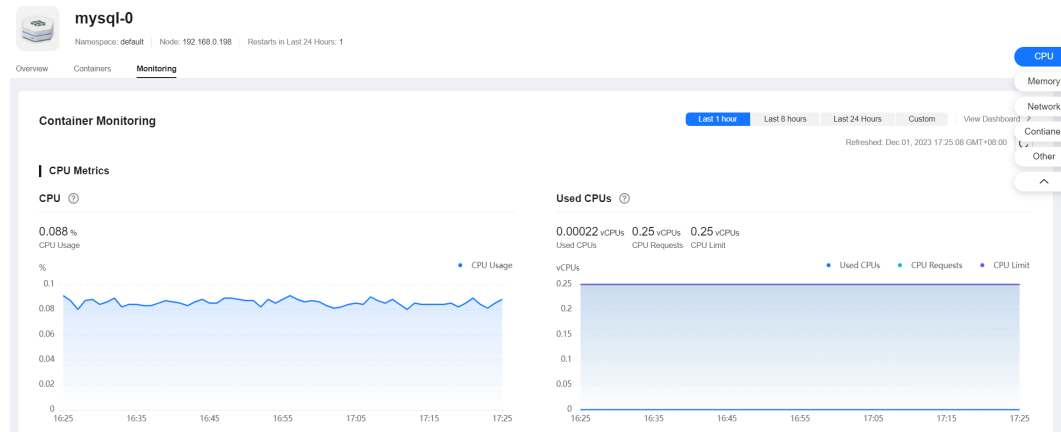 mysql-0
Namespace: default Node: 192.168.0.198 Restarts in Last 24 Hours: 1
Overview Containers Monitoring
CPU
Memory
Network
Contiane
Other
Container Monitoring
Last 1 hour Last 8 hours Last 24 Hours Custom View Dashboard
Refreshed: Dec 01, 2023 17:25:08 GMT+08:00
CPU Metrics
CPU ?
0.088 %
CPU Usage
% CPU Usage
0.1
0.08
0.06
0.04
0.02
0
16:25 16:35 16:45 16:55 17:05 17:15 17:25
Used CPUs ?
0.00022 vCPUs 0.25 vCPUs 0.25 vCPUs
Used CPUs CPU Requests CPU Limit
vCPUs Used CPUs CPU Requests CPU Limit
0.25
0.2
0.15
0.1
0.05
0
16:25 16:35 16:45 16:55 17:05 17:15 17:25